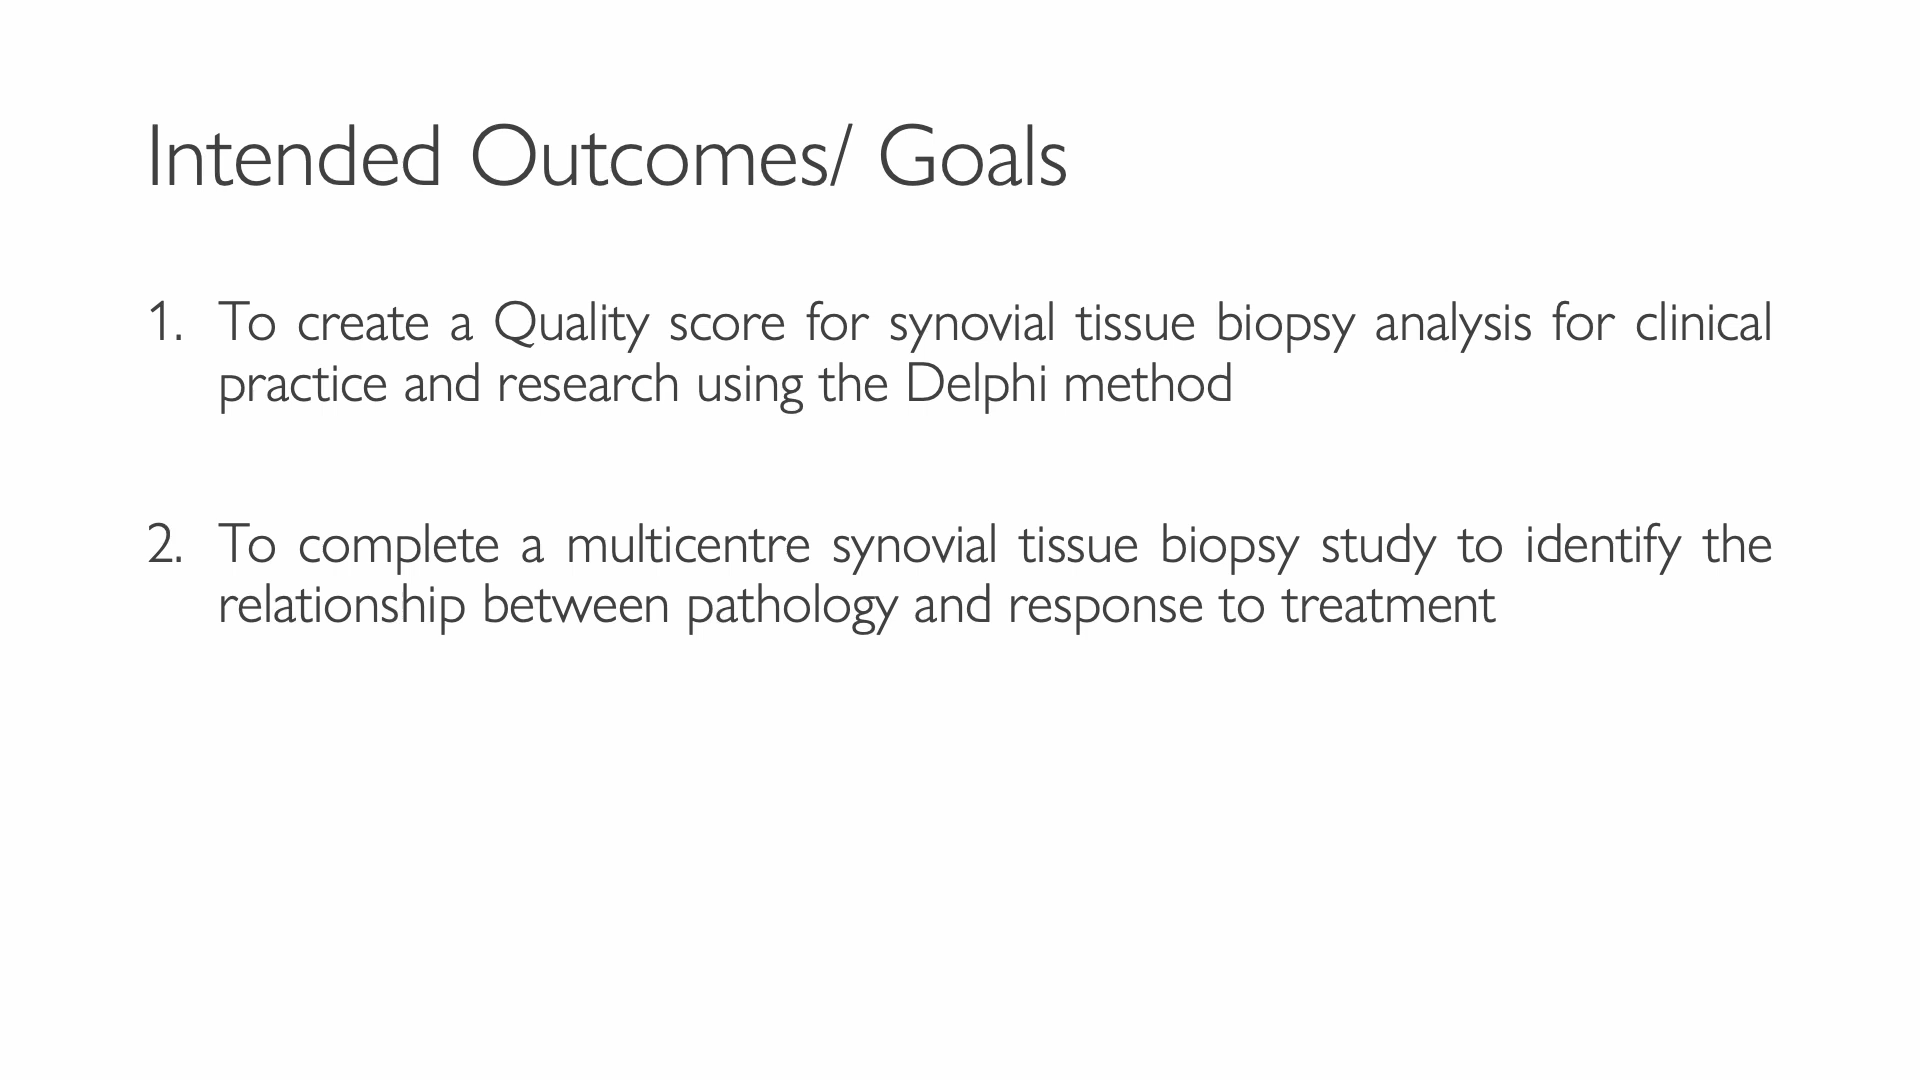 Intended Outcomes/ Goals
1. To create a Quality score for synovial tissue biopsy analysis for clinical
practice and research using the Delphi method
2. To complete a multicentre synovial tissue biopsy study to identify the
relationship between pathology and response to treatment